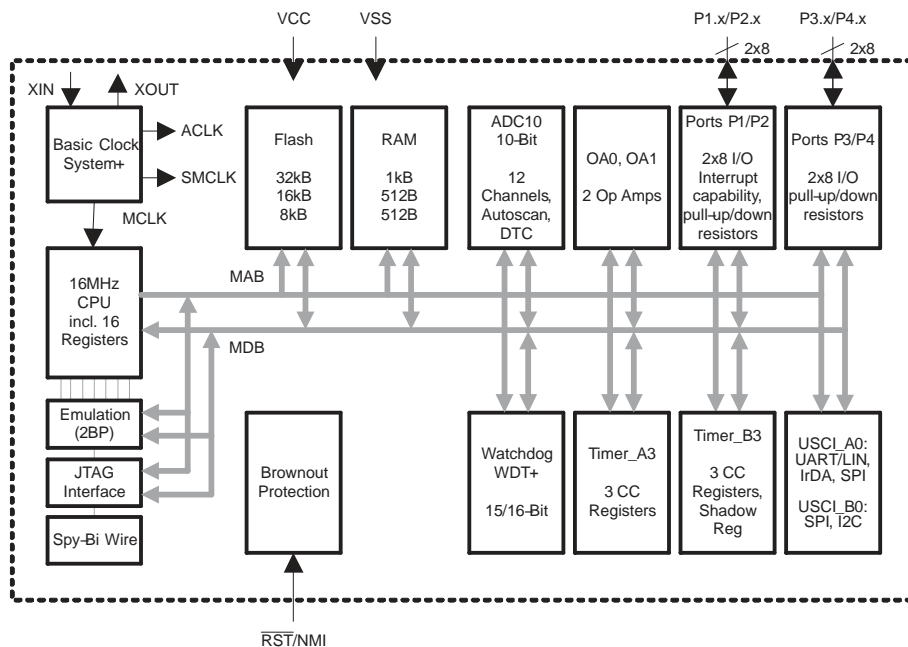 VCC
VSS
P1.x/P2.x
P3.x/P4.x
2x8
2x8
XIN
XOUT
Basic Clock
System+
ACLK
SMCLK
MCLK
Flash
32kB
16kB
8kB
RAM
1kB
512B
512B
ADC10
10-Bit
12
Channels,
Autoscan,
DTC
OA0, OA1
2 Op Amps
Ports P1/P2
2x8 I/O
Interrupt
capability,
pull-up/down
resistors
Ports P3/P4
2x8 I/O
pull-up/down
resistors
16MHz
CPU
incl. 16
Registers
MAB
MDB
Emulation
(2BP)
JTAG
Interface
Spy-Bi Wire
Brownout
Protection
Watchdog
WDT+
15/16-Bit
Timer_A3
3 CC
Registers
Timer_B3
3 CC
Registers,
Shadow
Reg
USCI_A0:
UART/LIN,
IrDA, SPI
USCI_B0:
SPI, I2C
RST/NMI